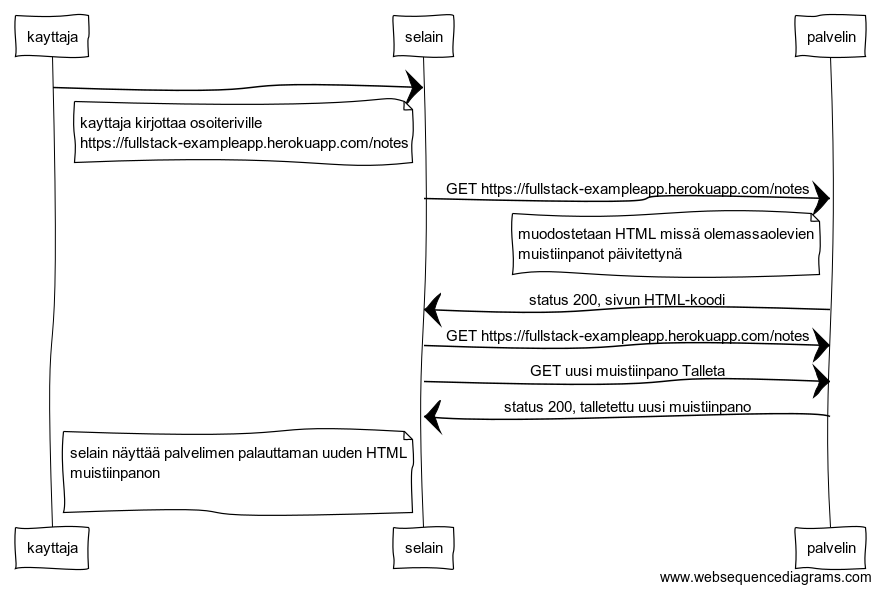 kayttaja
selain
palvelin
kayttaja kirjottaa osoiteriville
https://fullstack-exampleapp.herokuapp.com/notes
GET https://fullstack-exampleapp.herokuapp.com/notes
muodostetaan HTML missä olemassaolevien
muistiinpanot päivitettynä
status 200, sivun HTML-koodi
GET https://fullstack-exampleapp.herokuapp.com/notes
GET uusi muistiinpano Talleta
status 200, talletettu uusi muistiinpano
selain näyttää palvelimen palauttaman uuden HTML
muistiinpanon
kayttaja
selain
palvelin
www.websequencediagrams.com